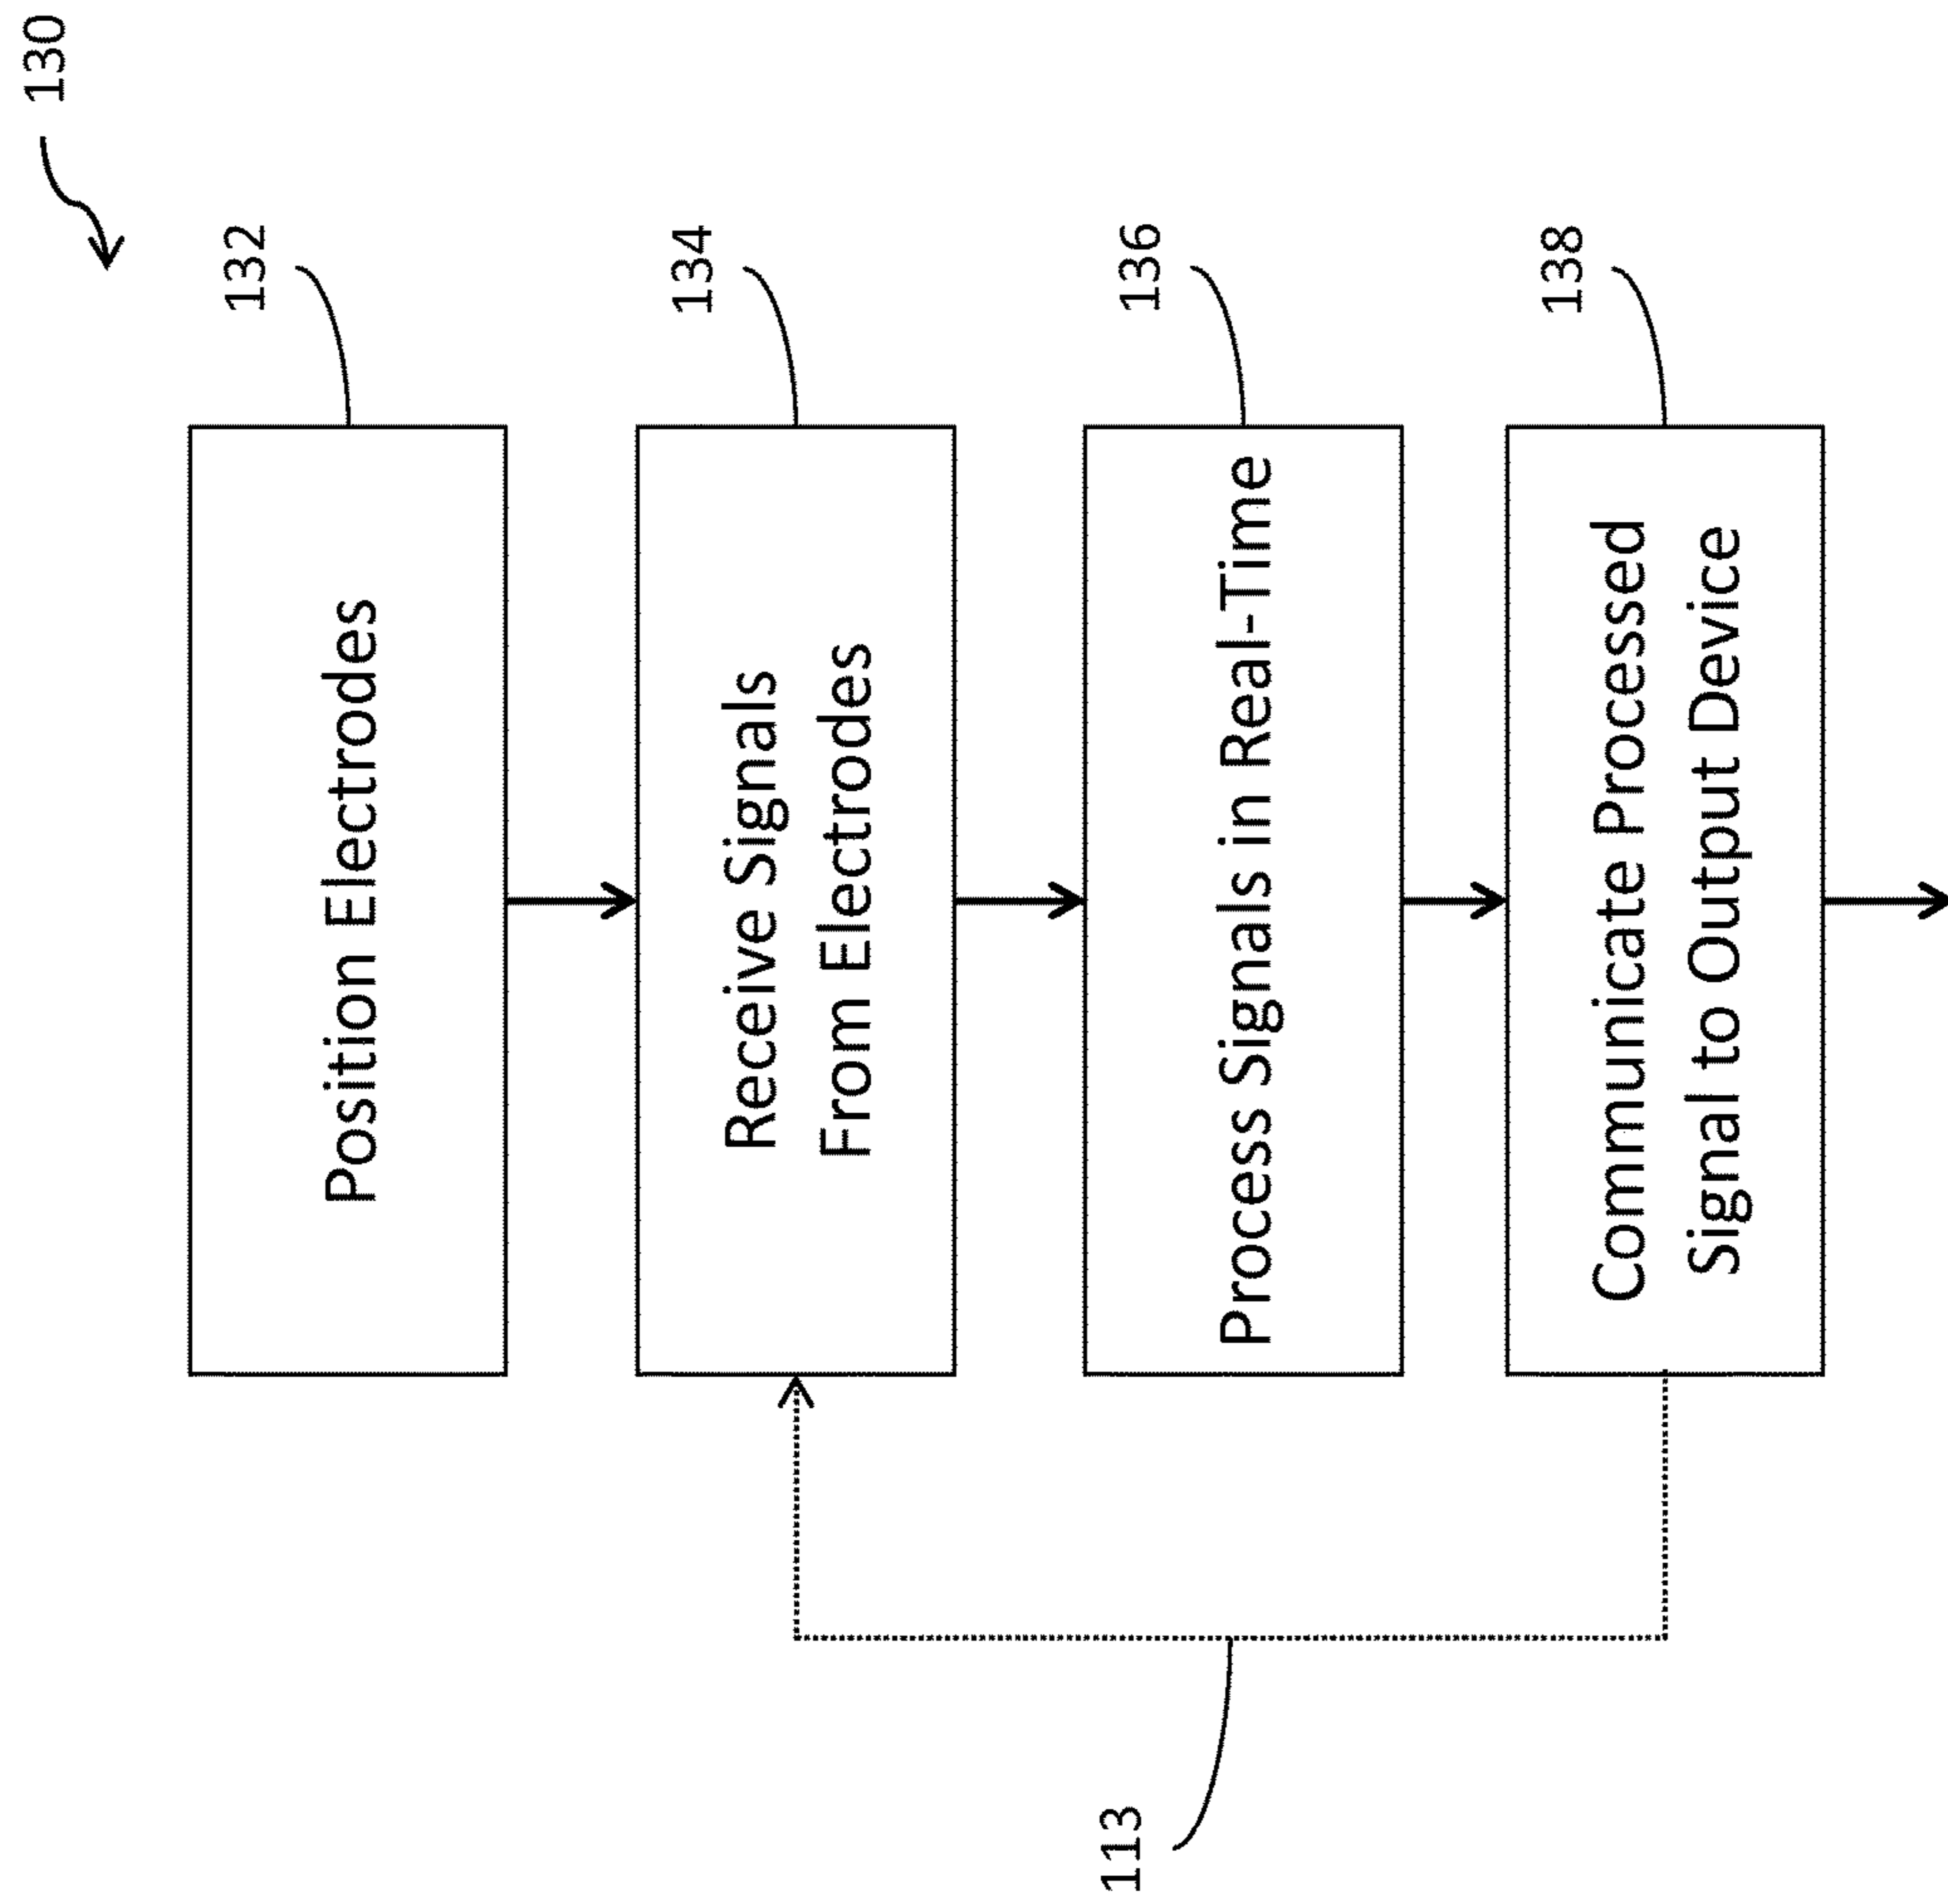 130
132
Position Electrodes
134
Receive Signals
From Electrodes
136
Process Signals in Real-Time
138
Communicate Processed
Signal to Output Device
113